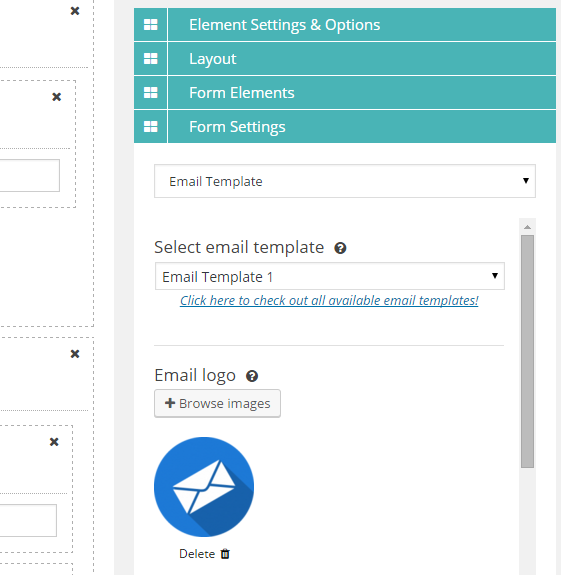 Element Settings & Options
Layout
Form Elements
Form Settings
Email Template
Select email template
Email Template 1
Click here to check out all available email templates!
Email logo
Browse images
Delete